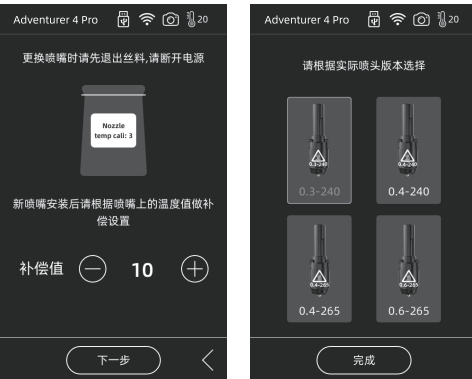 Adventurer 4 Pro
20
更换喷嘴时请先退出丝料,请断开电源
Nozzle
temp cali: 3
新喷嘴安装后请根据喷嘴上的温度值做补
偿设置
补偿值
10
下一步
Adventurer 4 Pro
20
请根据实际喷头版本选择
0.3-240
0.3-240
0.4-240
0.4-240
0.4-265
0.4-265
0.6-265
0.6-265
完成